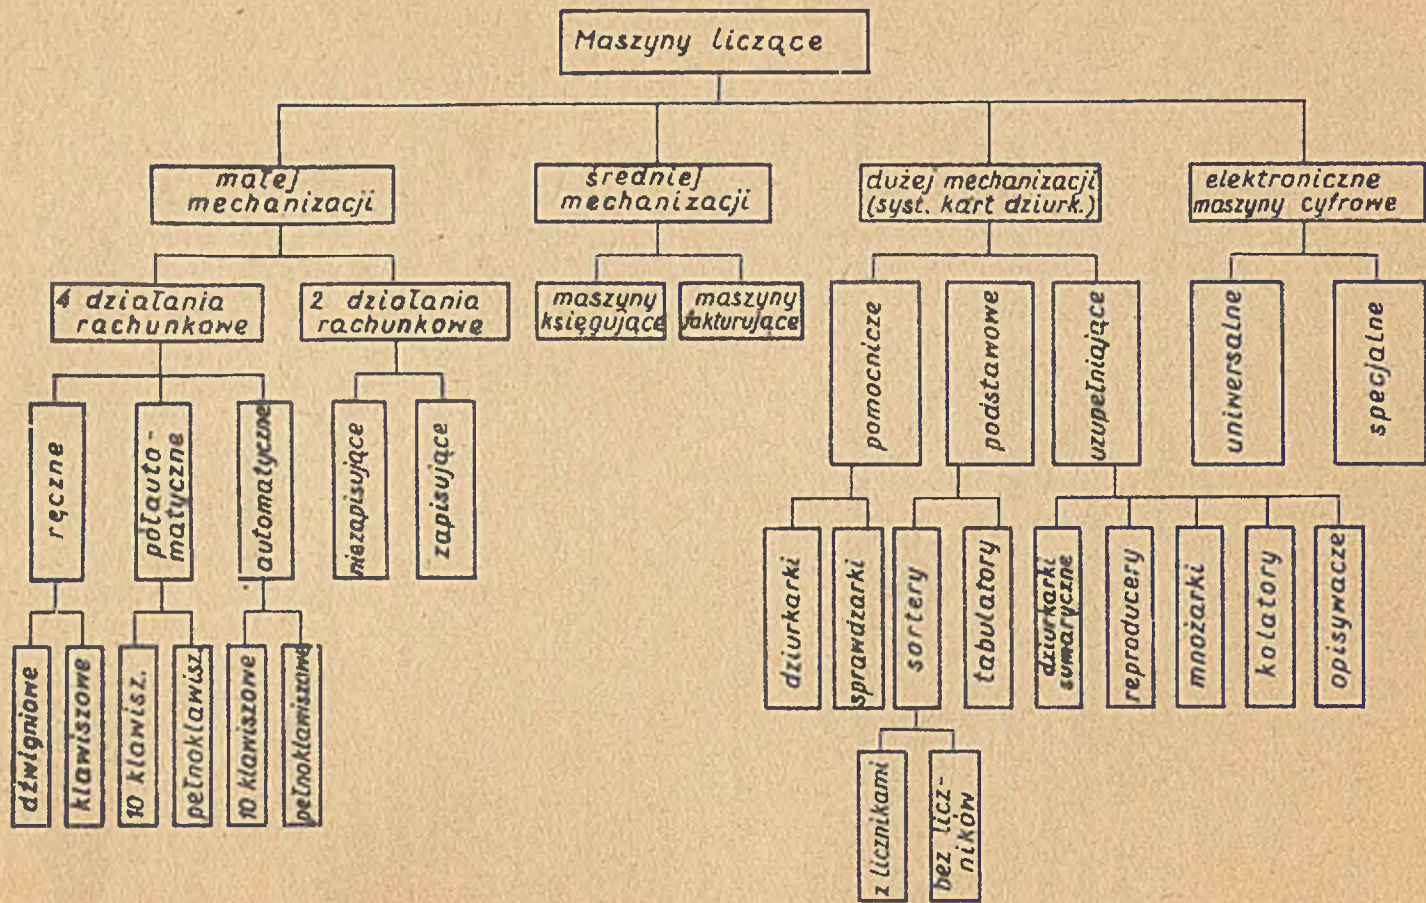 Maszyny liczące
małej
mechanizacji
średniej
mechanizacji
dużej mechanizacji
(syst. kart dziurk.)
elektroniczne
maszyny cyfrowe
4 działania
rachunkowe
2 działania
rachunkowe
maszyny
księgujące
maszyny
fakturujące
pomocnicze
podstawowe
uzupełniające
uniwersalne
specjalne
ręczne
półauto-
matyczne
automatyczne
niezapisujące
zapisujące
dziurkarki
sprawdzarki
sortery
tabulatory
dziurkarki
sumaryczne
reproducery
mnożarki
kolatory
opisywacze
dźwigniowe
klawiszowe
10 klawisz.
pełnoklawisz.
10 klawiszowe
pełnoklawiszowe
z licznikami
bez licz-
ników